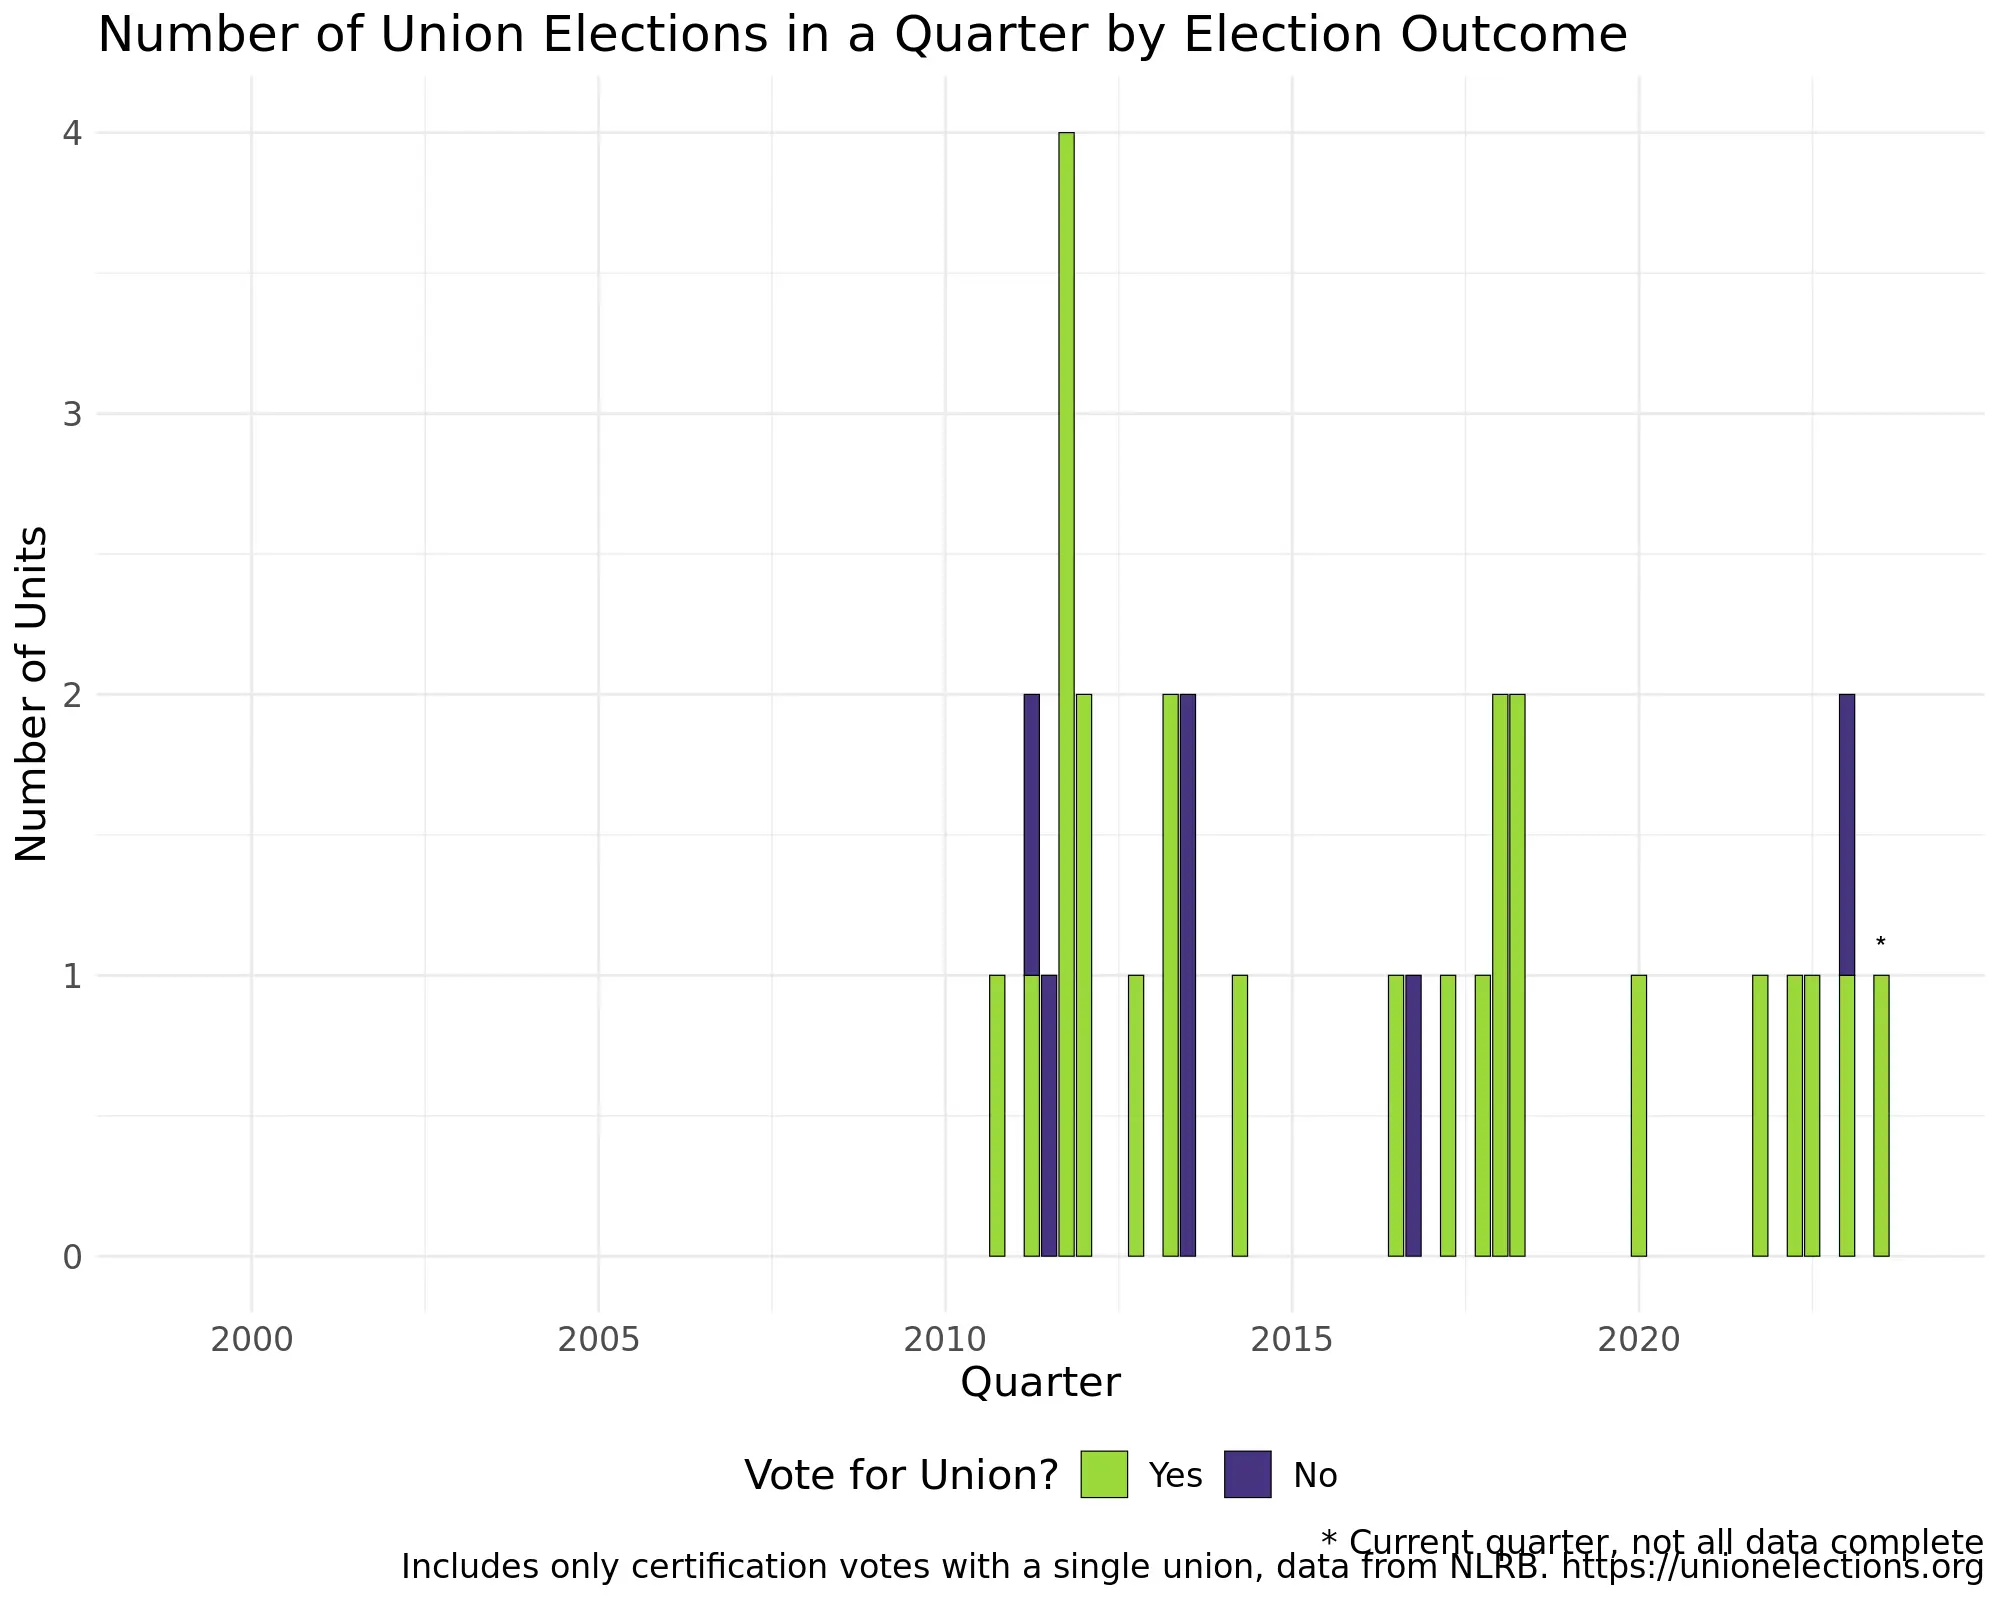 Number of Union Elections in a Quarter by Election Outcome
Number of Units
4
3
2
1
0
*
2000 2005 2010 2015 2020
Quarter
Vote for Union? Yes No
* Current quarter, not all data complete
Includes only certification votes with a single union, data from NLRB. https://unionelections.org